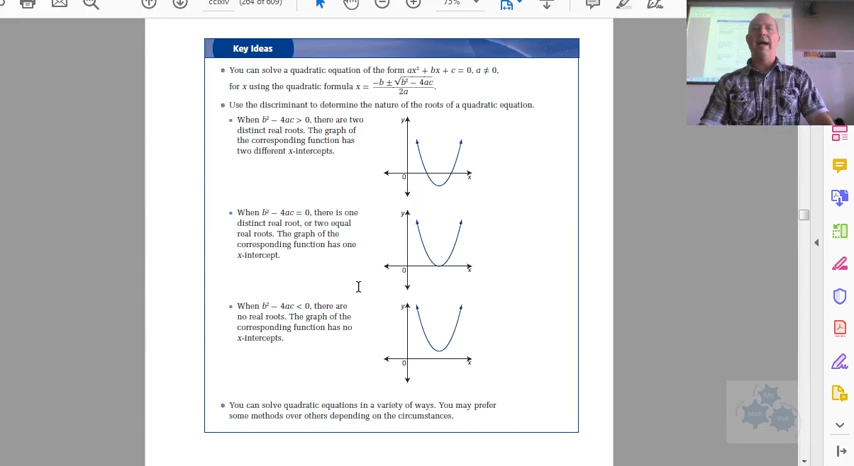 ccxiv (264 of 609)
75%
Key Ideas
• You can solve a quadratic equation of the form ax² + bx + c = 0, a ≠ 0,
for x using the quadratic formula x = (−b ± √(b² − 4ac))/2a.
• Use the discriminant to determine the nature of the roots of a quadratic equation.
• When b² − 4ac > 0, there are two
distinct real roots. The graph of
the corresponding function has
two different x-intercepts.
y
0
x
• When b² − 4ac = 0, there is one
distinct real root, or two equal
real roots. The graph of the
corresponding function has one
x-intercept.
y
0
x
• When b² − 4ac < 0, there are
no real roots. The graph of the
corresponding function has no
x-intercepts.
y
0
x
• You can solve quadratic equations in a variety of ways. You may prefer
some methods over others depending on the circumstances.